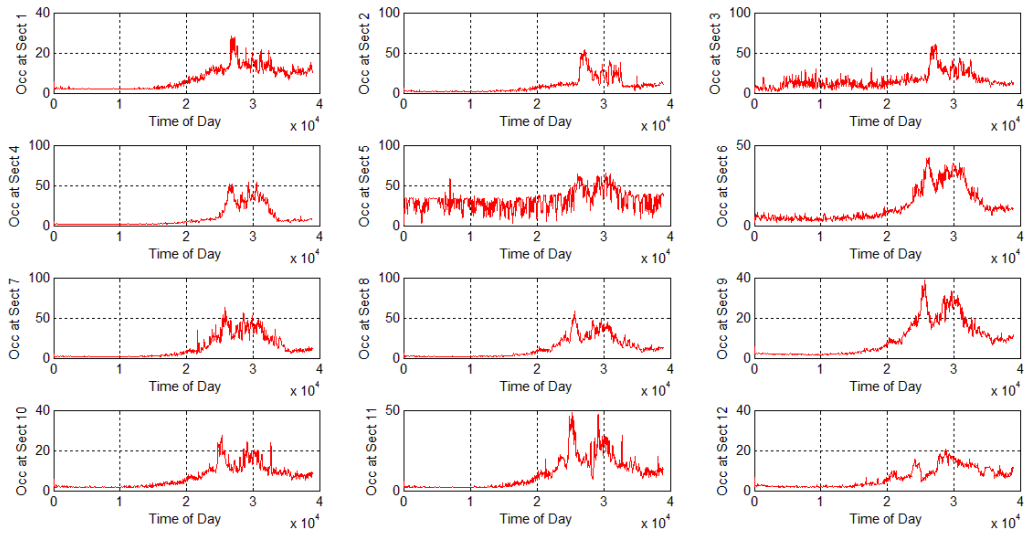 Occ at Sect 1
40
20
0
0 1 2 3 4
Time of Day
x 10^4
Occ at Sect 2
100
50
0
0 1 2 3 4
Time of Day
x 10^4
Occ at Sect 3
100
50
0
0 1 2 3 4
Time of Day
x 10^4
Occ at Sect 4
100
50
0
0 1 2 3 4
Time of Day
x 10^4
Occ at Sect 5
100
50
0
0 1 2 3 4
Time of Day
x 10^4
Occ at Sect 6
50
0
0 1 2 3 4
Time of Day
x 10^4
Occ at Sect 7
100
50
0
0 1 2 3 4
Time of Day
x 10^4
Occ at Sect 8
100
50
0
0 1 2 3 4
Time of Day
x 10^4
Occ at Sect 9
40
20
0
0 1 2 3 4
Time of Day
x 10^4
Occ at Sect 10
40
20
0
0 1 2 3 4
Time of Day
x 10^4
Occ at Sect 11
50
0
0 1 2 3 4
Time of Day
x 10^4
Occ at Sect 12
40
20
0
0 1 2 3 4
Time of Day
x 10^4